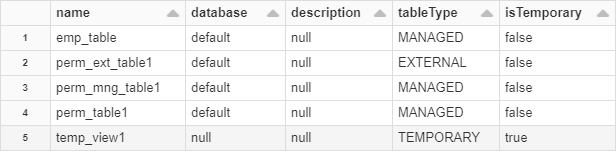 name database description tableType isTemporary
1 emp_table default null MANAGED false
2 perm_ext_table1 default null EXTERNAL false
3 perm_mng_table1 default null MANAGED false
4 perm_table1 default null MANAGED false
5 temp_view1 null null TEMPORARY true